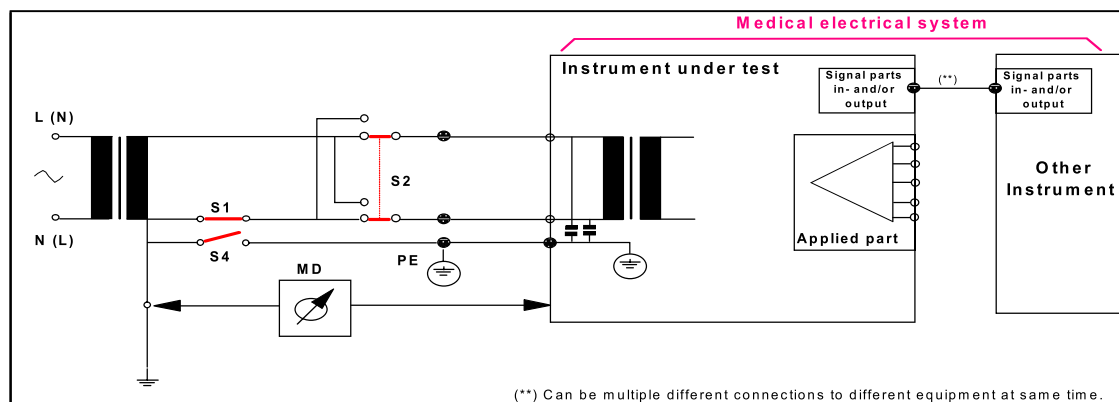 Medical electrical system
Instrument under test
Signal parts
in- and/or
output
(**)
Signal parts
in- and/or
output
L (N)
S2
Other
Instrument
S1
N (L)
S4
PE
Applied part
MD
(**) Can be multiple different connections to different equipment at same time.